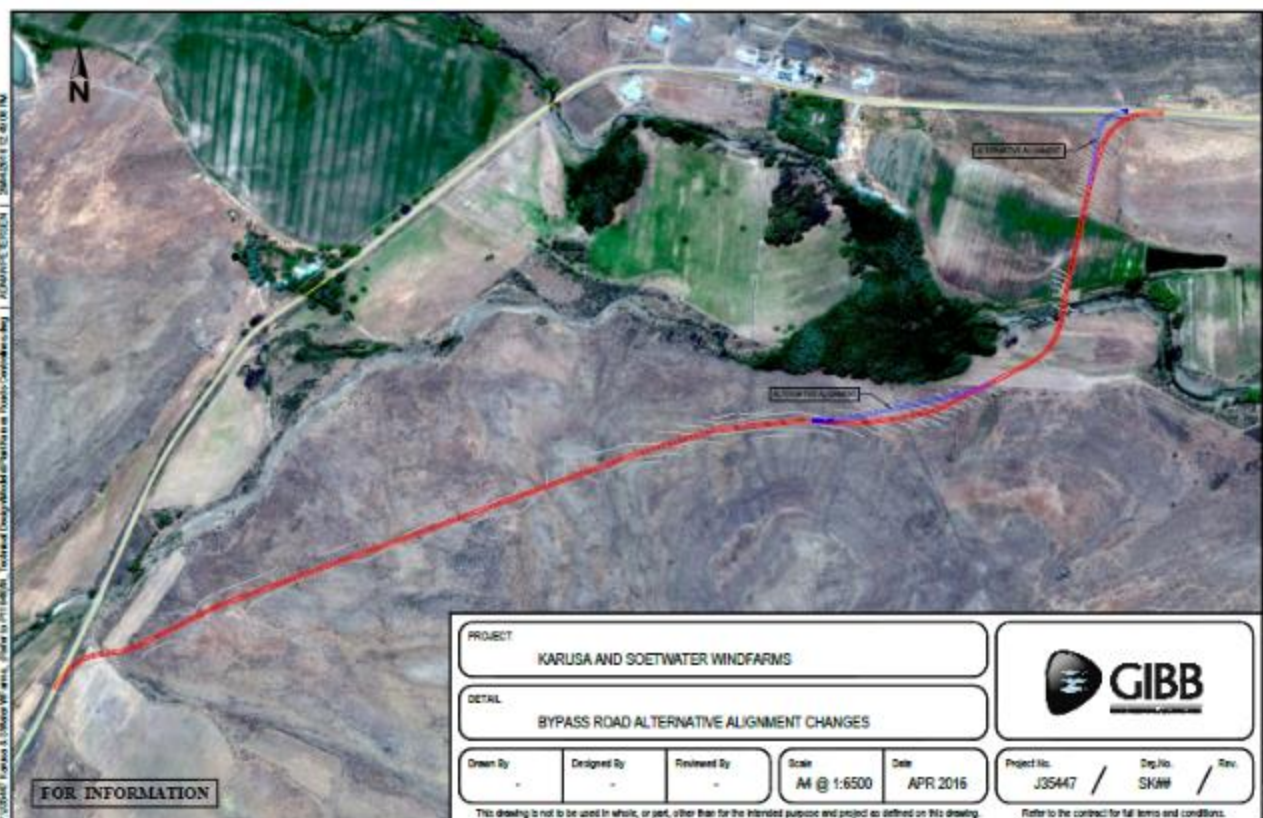 N
ALTERNATIVE ALIGNMENT
ALTERNATIVE ALIGNMENT
FOR INFORMATION
PROJECT
KARUSA AND SOETWATER WINDFARMS
DETAIL
BYPASS ROAD ALTERNATIVE ALIGNMENT CHANGES
GIBB
Drawn By
-
Designed By
-
Reviewed By
-
Scale
A4 @ 1:6500
Date
APR 2016
Project No.
J35447 /
Drg.No.
SK## /
Rev.
This drawing is not to be used in whole, or part, other than for the intended purpose and project as defined on this drawing.
Refer to the contract for full terms and conditions.